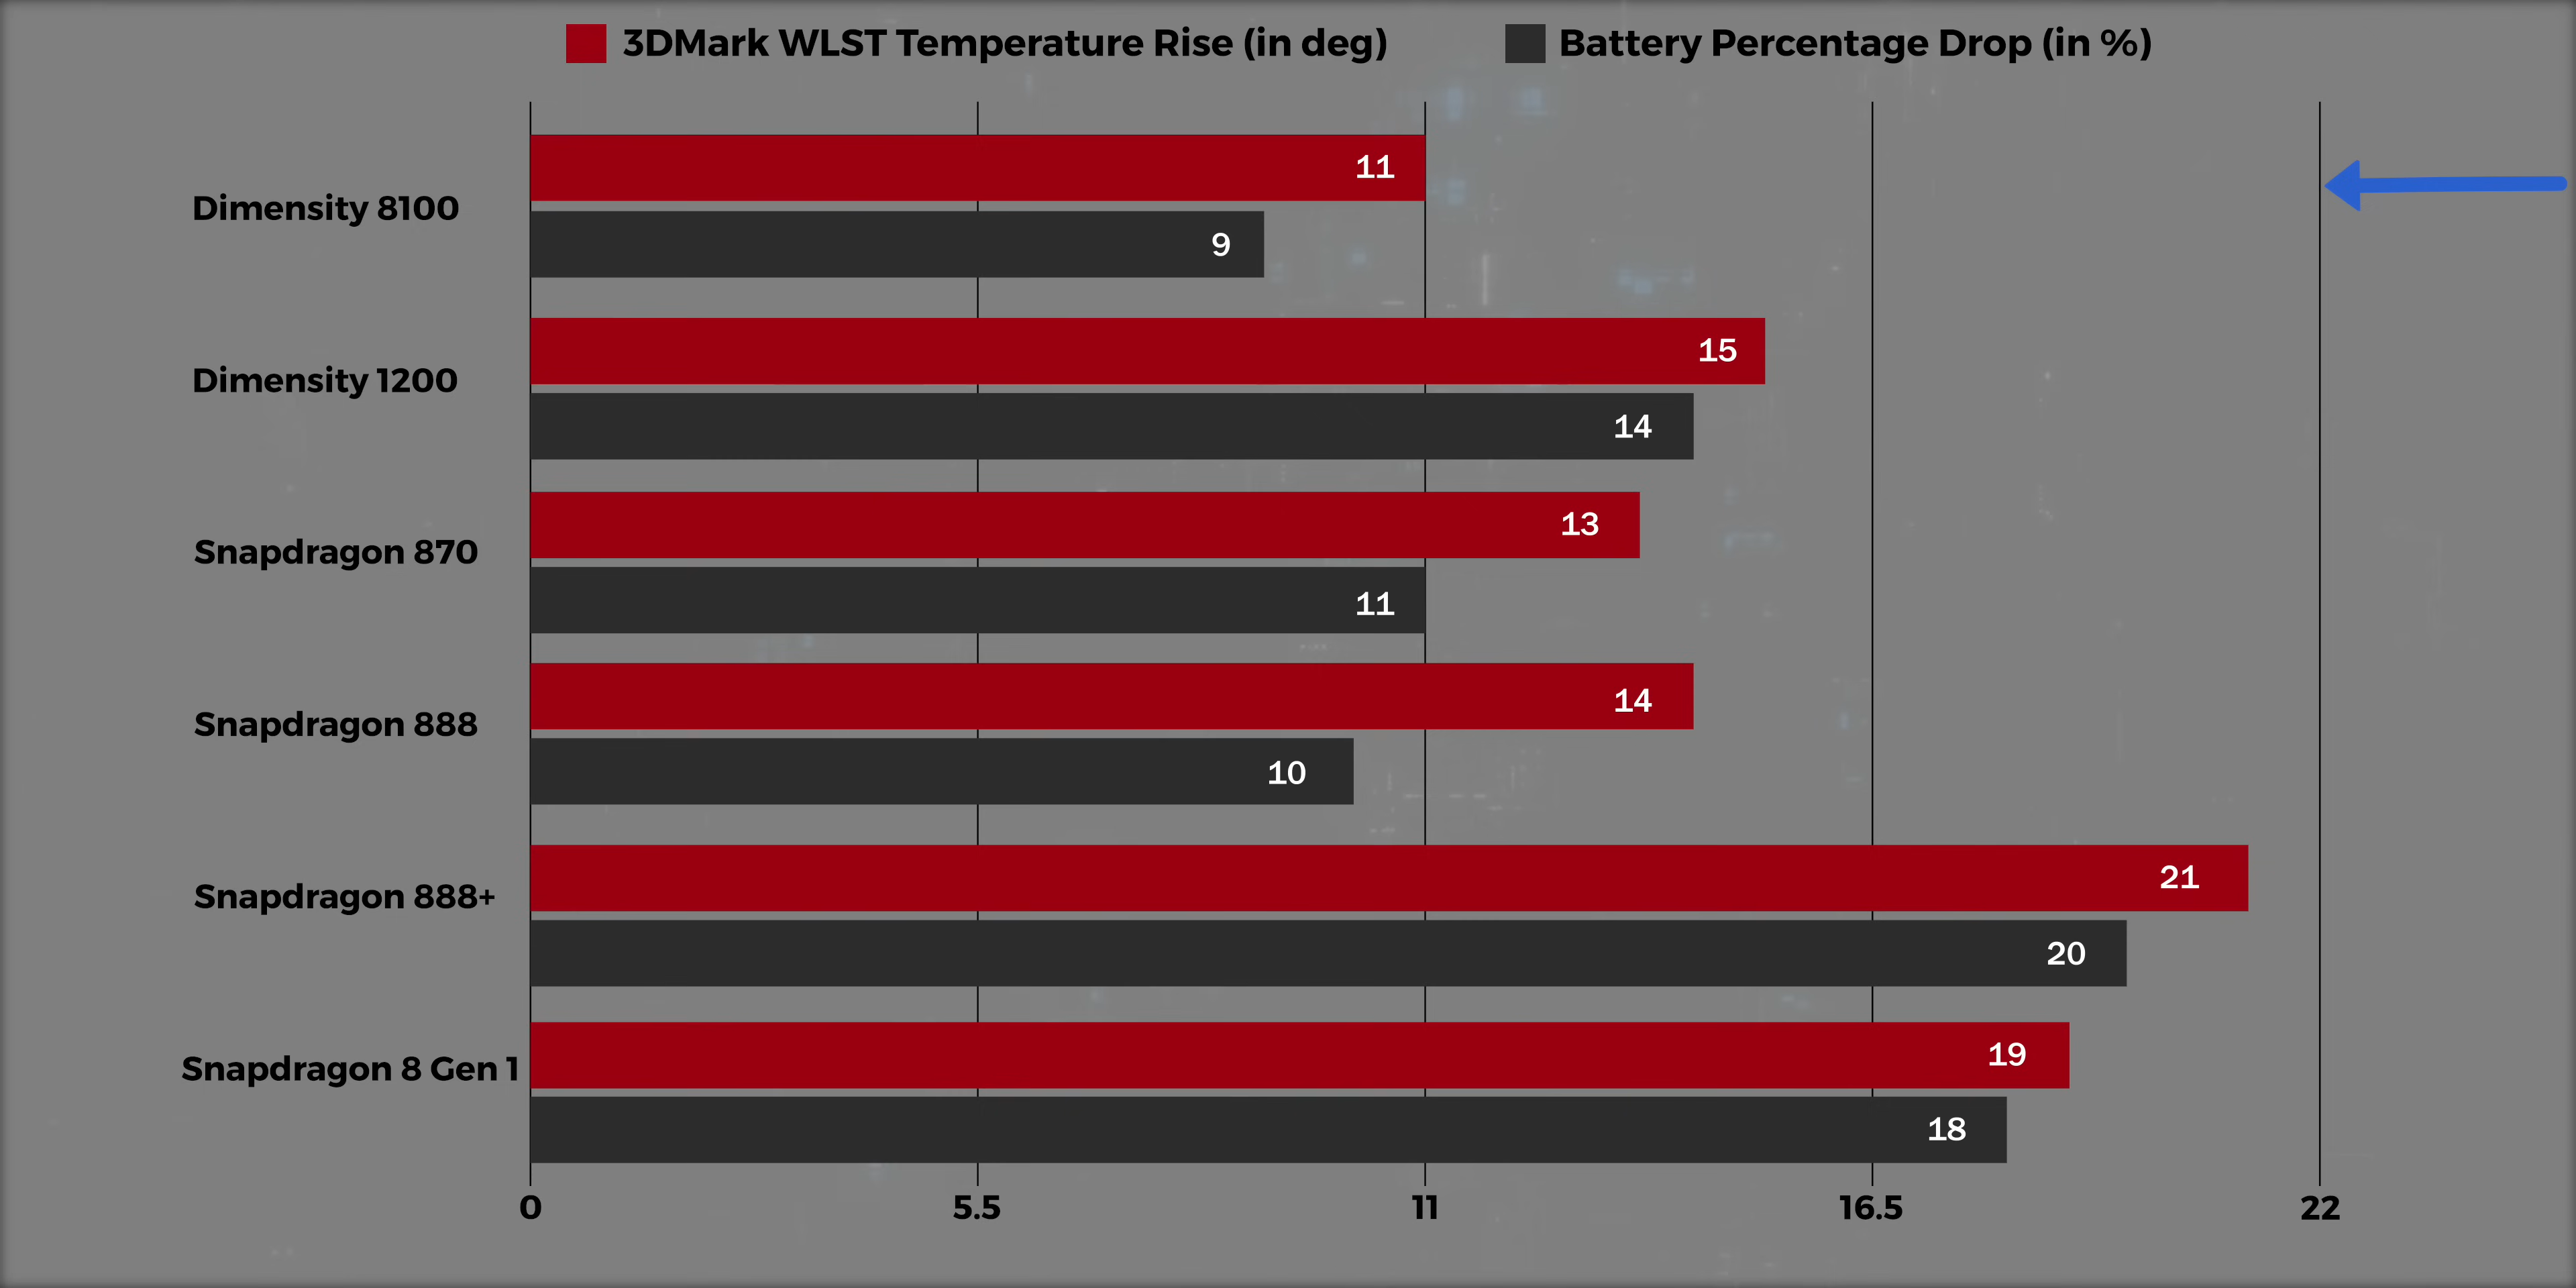 3DMark WLST Temperature Rise (in deg) Battery Percentage Drop (in %)
11
Dimensity 8100
9
15
Dimensity 1200
14
13
Snapdragon 870
11
14
Snapdragon 888
10
21
Snapdragon 888+
20
19
Snapdragon 8 Gen 1
18
0 5.5 11 16.5 22